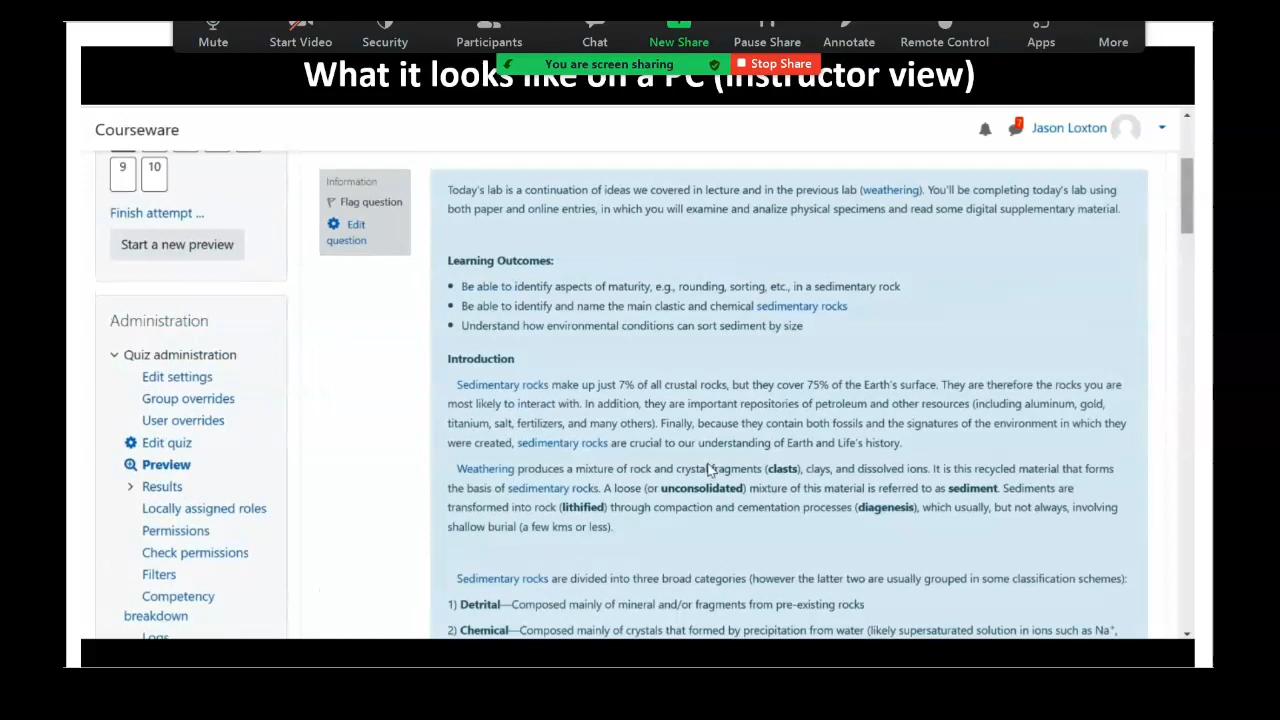 Mute Start Video Security Participants Chat New Share Pause Share Annotate Remote Control Apps More
You are screen sharing Stop Share
What it looks like on a PC (instructor view)
Courseware
7 Jason Loxton
9 10
Finish attempt ...
Start a new preview
Administration
Quiz administration
Edit settings
Group overrides
User overrides
Edit quiz
Preview
Results
Locally assigned roles
Permissions
Check permissions
Filters
Competency
breakdown
Logs
Information
Flag question
Edit
question
Today's lab is a continuation of ideas we covered in lecture and in the previous lab (weathering). You'll be completing today's lab using
both paper and online entries, in which you will examine and analize physical specimens and read some digital supplementary material.
Learning Outcomes:
• Be able to identify aspects of maturity, e.g., rounding, sorting, etc., in a sedimentary rock
• Be able to identify and name the main clastic and chemical sedimentary rocks
• Understand how environmental conditions can sort sediment by size
Introduction
Sedimentary rocks make up just 7% of all crustal rocks, but they cover 75% of the Earth's surface. They are therefore the rocks you are
most likely to interact with. In addition, they are important repositories of petroleum and other resources (including aluminum, gold,
titanium, salt, fertilizers, and many others). Finally, because they contain both fossils and the signatures of the environment in which they
were created, sedimentary rocks are crucial to our understanding of Earth and Life's history.
Weathering produces a mixture of rock and crystal fragments (clasts), clays, and dissolved ions. It is this recycled material that forms
the basis of sedimentary rocks. A loose (or unconsolidated) mixture of this material is referred to as sediment. Sediments are
transformed into rock (lithified) through compaction and cementation processes (diagenesis), which usually, but not always, involving
shallow burial (a few kms or less).
Sedimentary rocks are divided into three broad categories (however the latter two are usually grouped in some classification schemes):
1) Detrital—Composed mainly of mineral and/or fragments from pre-existing rocks
2) Chemical—Composed mainly of crystals that formed by precipitation from water (likely supersaturated solution in ions such as Na⁺,